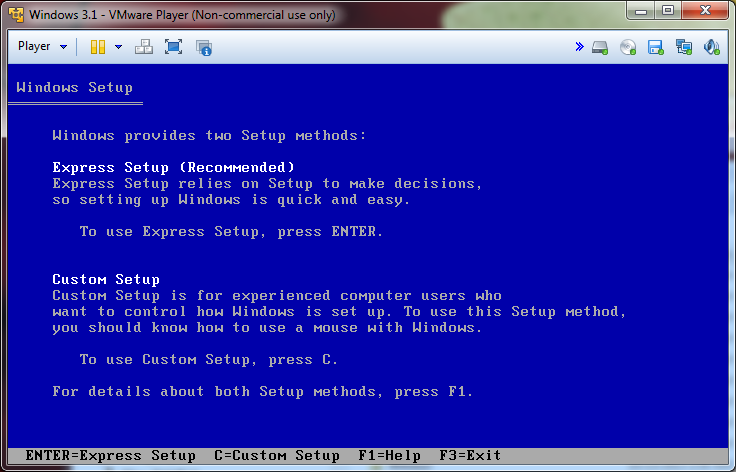 Windows 3.1 - VMware Player (Non-commercial use only)
Player
Windows Setup
Windows provides two Setup methods:
Express Setup (Recommended)
Express Setup relies on Setup to make decisions,
so setting up Windows is quick and easy.
To use Express Setup, press ENTER.
Custom Setup
Custom Setup is for experienced computer users who
want to control how Windows is set up. To use this Setup method,
you should know how to use a mouse with Windows.
To use Custom Setup, press C.
For details about both Setup methods, press F1.
ENTER=Express Setup  C=Custom Setup  F1=Help  F3=Exit